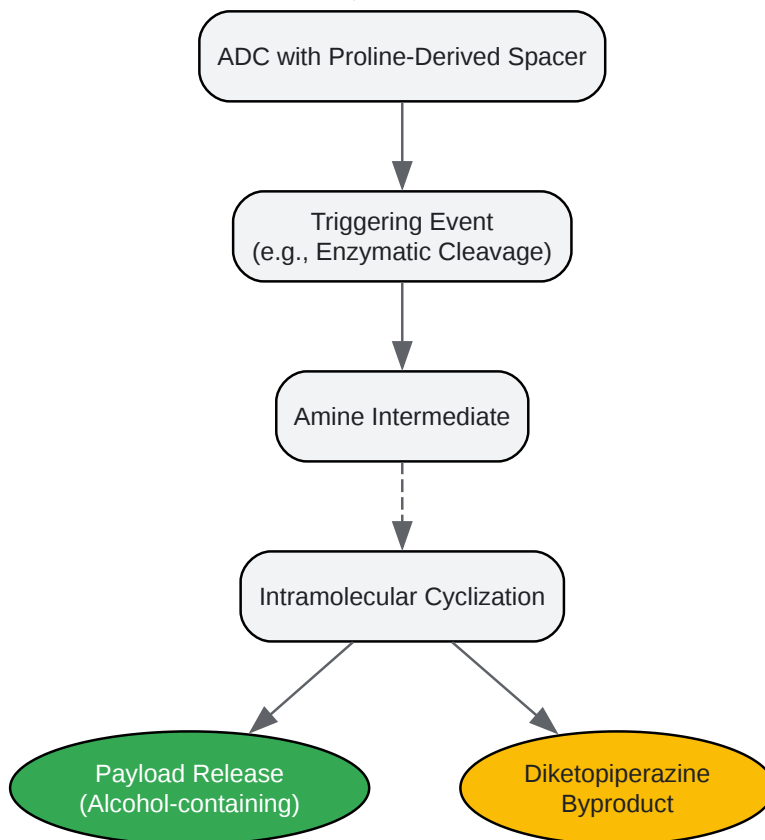 ADC with Proline-Derived Spacer
Triggering Event
(e.g., Enzymatic Cleavage)
Amine Intermediate
Intramolecular Cyclization
Payload Release
(Alcohol-containing)
Diketopiperazine
Byproduct